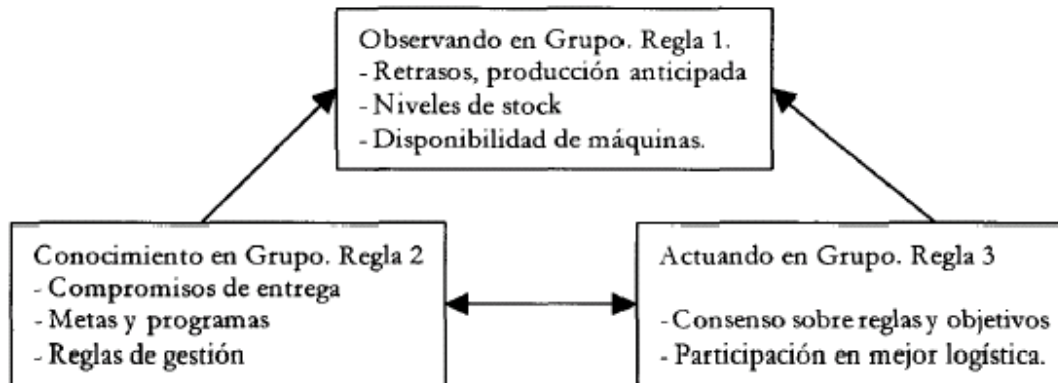 Observando en Grupo. Regla 1.
- Retrasos, producción anticipada
- Niveles de stock
- Disponibilidad de máquinas.
Conocimiento en Grupo. Regla 2
- Compromisos de entrega
- Metas y programas
- Reglas de gestión
Actuando en Grupo. Regla 3
- Consenso sobre reglas y objetivos
- Participación en mejor logística.